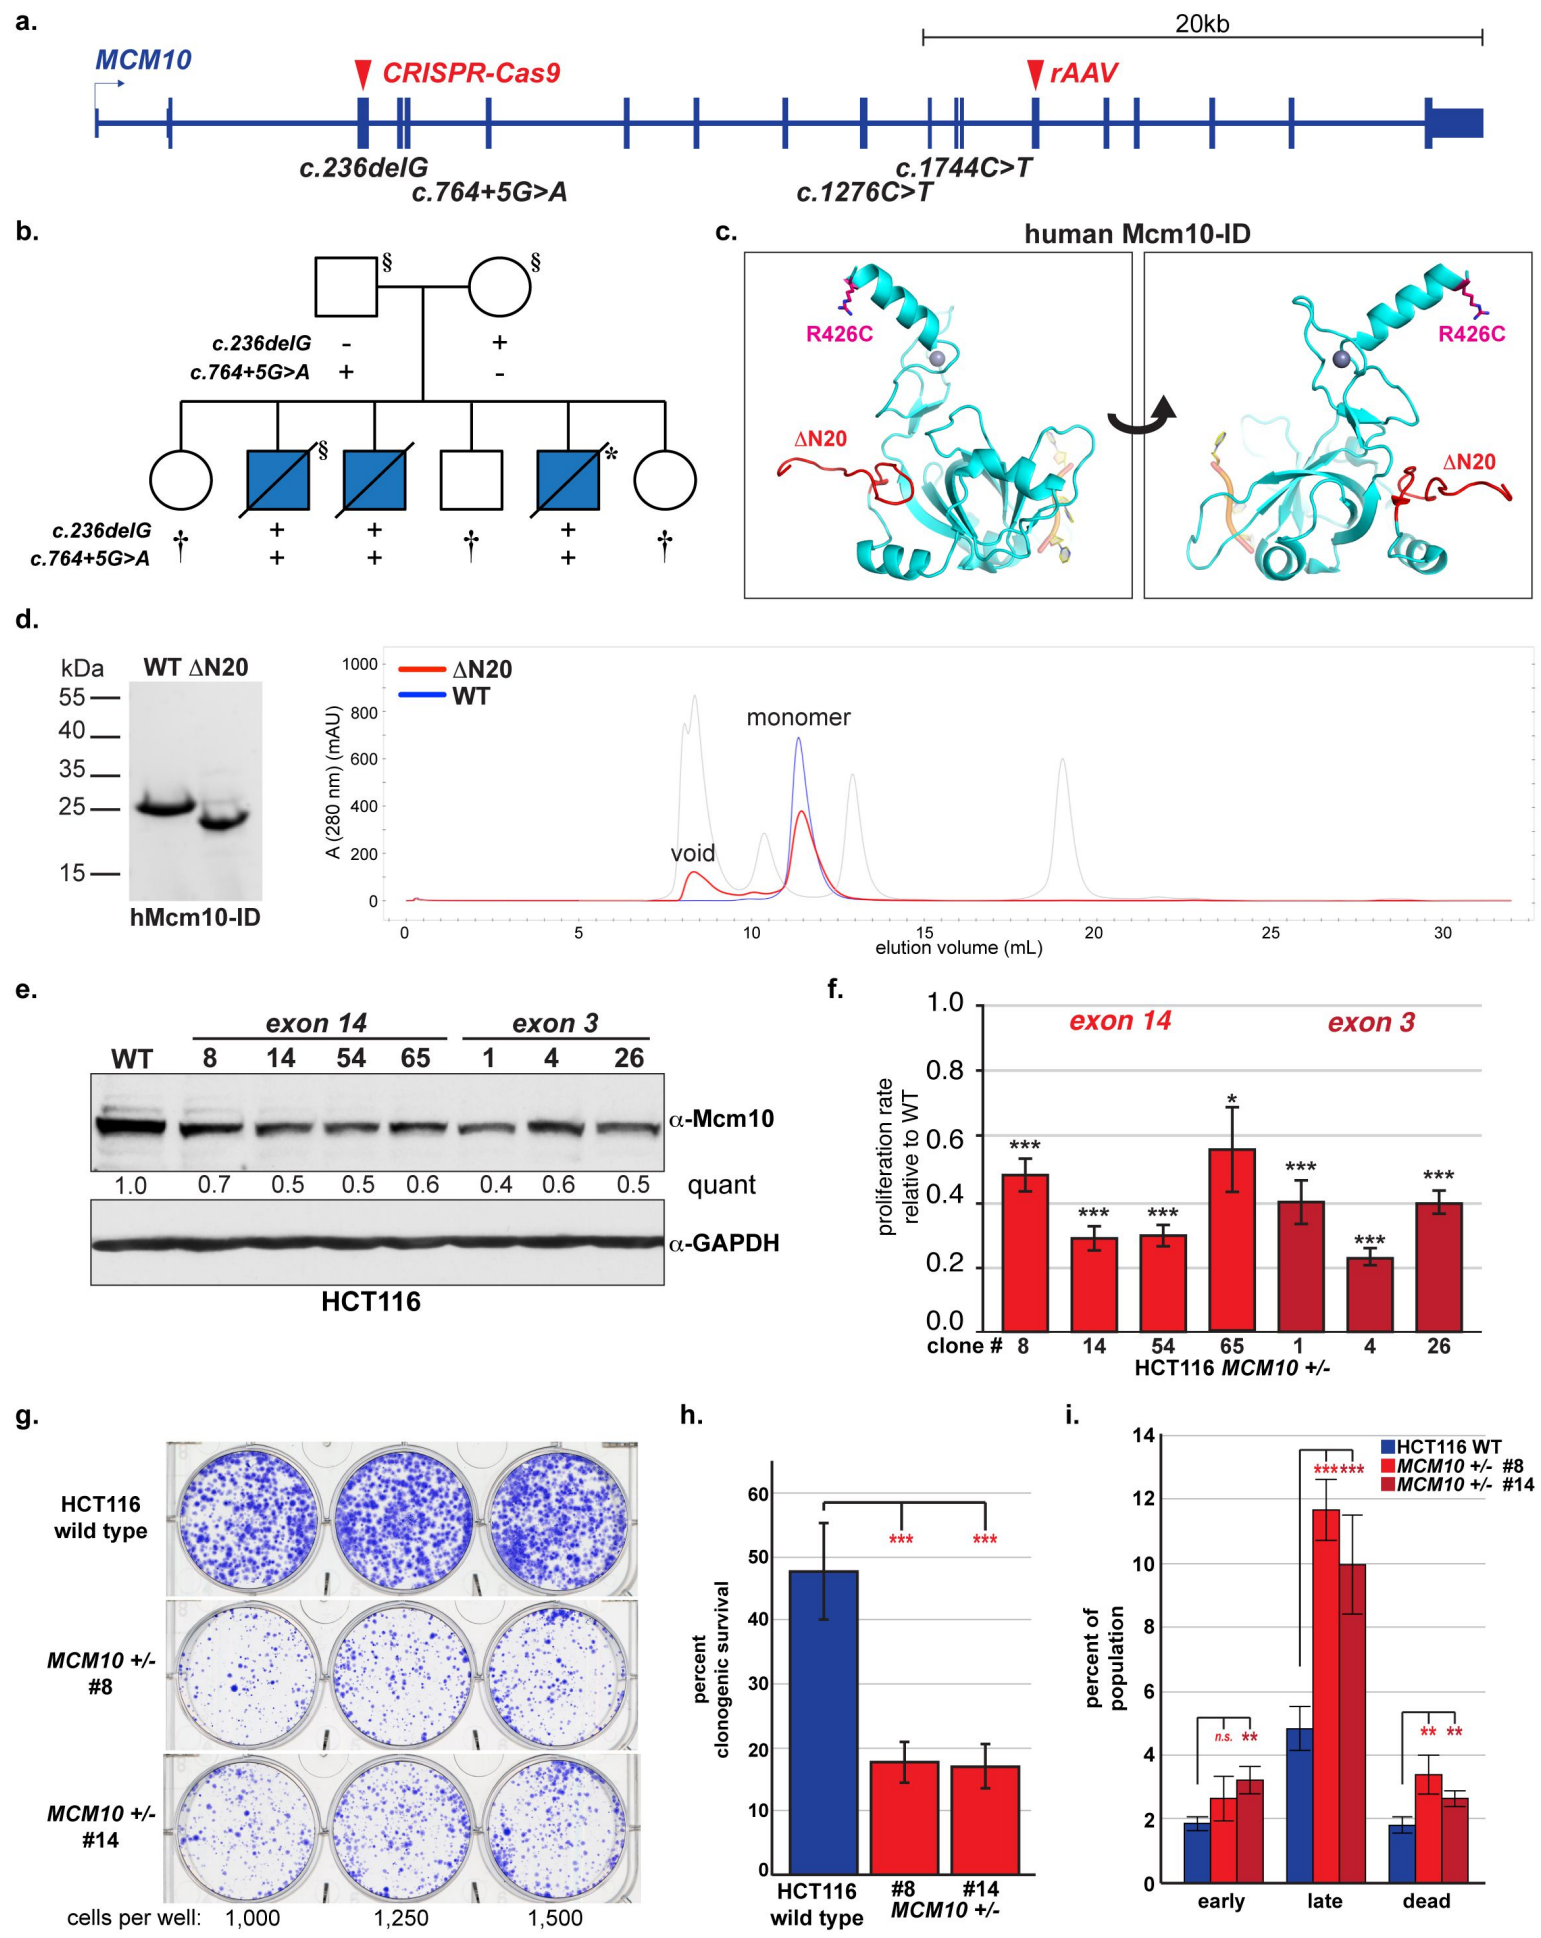 a.
20kb
MCM10
CRISPR-Cas9
rAAV
c.236delG
c.1744C>T
c.764+5G>A
c.1276C>T
b.
§
§
c.236delG - +
c.764+5G>A + -
§
*
c.236delG † + + † + †
c.764+5G>A + + +
c.
human Mcm10-ID
R426C
R426C
ΔN20
ΔN20
d.
kDa WT ΔN20
55
40
35
25
15
hMcm10-ID
ΔN20
WT
monomer
void
A (280 nm) (mAU)
1000
800
600
400
200
0
0 5 10 15 20 25 30
elution volume (mL)
e.
exon 14 exon 3
WT 8 14 54 65 1 4 26
α-Mcm10
1.0 0.7 0.5 0.5 0.6 0.4 0.6 0.5 quant
α-GAPDH
HCT116
f.
proliferation rate
relative to WT
1.0
0.8
0.6
0.4
0.2
0.0
exon 14 exon 3
*** *** *** * *** *** ***
clone # 8 14 54 65 1 4 26
HCT116 MCM10 +/-
g.
HCT116
wild type
MCM10 +/-
#8
MCM10 +/-
#14
cells per well: 1,000 1,250 1,500
h.
percent
clonogenic survival
60
50
40
30
20
10
0
*** ***
HCT116
wild type
#8 #14
MCM10 +/-
i.
percent of
population
14
12
10
8
6
4
2
0
HCT116 WT
MCM10 +/- #8
MCM10 +/- #14
n.s. **
*** ***
** **
early late dead